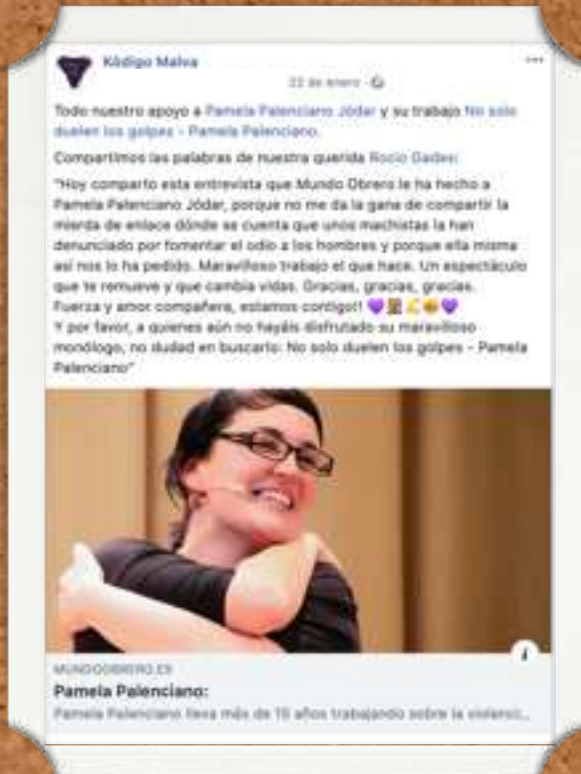 Kódigo Malva
22 de enero ·
Todo nuestro apoyo a Pamela Palenciano Jódar y su trabajo No solo
duelen los golpes - Pamela Palenciano.
Compartimos las palabras de nuestra querida Rocío Gades:
"Hoy comparto esta entrevista que Mundo Obrero le ha hecho a
Pamela Palenciano Jódar, porque no me da la gana de compartir la
mierda de enlace dónde se cuenta que unos machistas la han
denunciado por fomentar el odio a los hombres y porque ella misma
así nos lo ha pedido. Maravilloso trabajo el que hace. Un espectáculo
que te remueve y que cambia vidas. Gracias, gracias, gracias.
Fuerza y amor compañera, estamos contigo!!
Y por favor, a quienes aún no hayáis disfrutado su maravilloso
monólogo, no dudad en buscarlo: No solo duelen los golpes - Pamela
Palenciano"
MUNDOOBRERO.ES
Pamela Palenciano:
Pamela Palenciano lleva más de 15 años trabajando sobre la violenci...